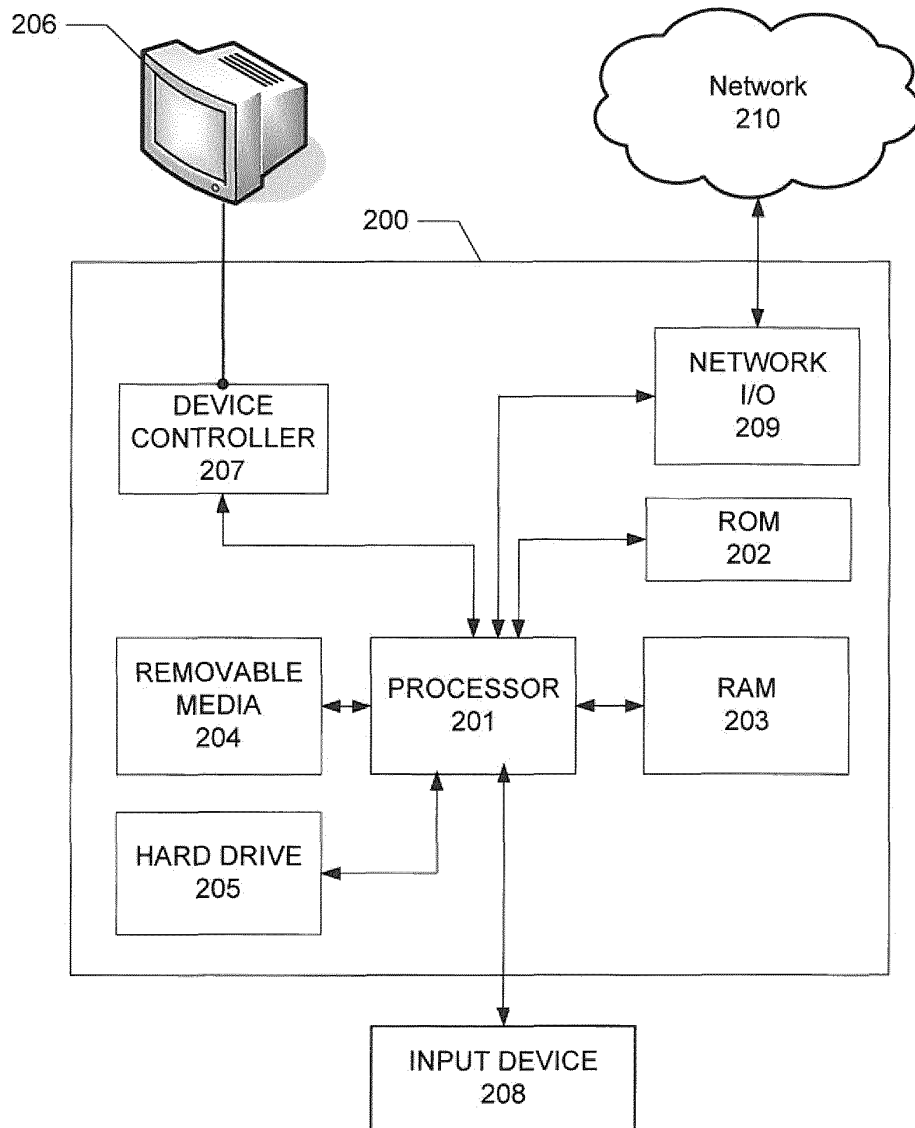 206
Network
210
200
NETWORK
I/O
209
DEVICE
CONTROLLER
207
ROM
202
REMOVABLE
MEDIA
204
PROCESSOR
201
RAM
203
HARD DRIVE
205
INPUT DEVICE
208